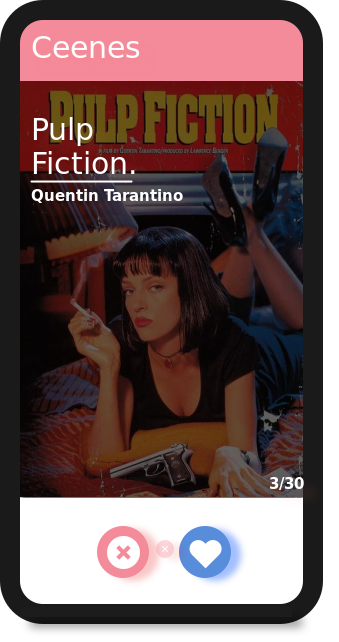 Ceenes
PULP FICTION
A FILM BY QUENTIN TARANTINO/PRODUCED BY LAWRENCE BENDER
Pulp
Fiction.
Quentin Tarantino
3/30